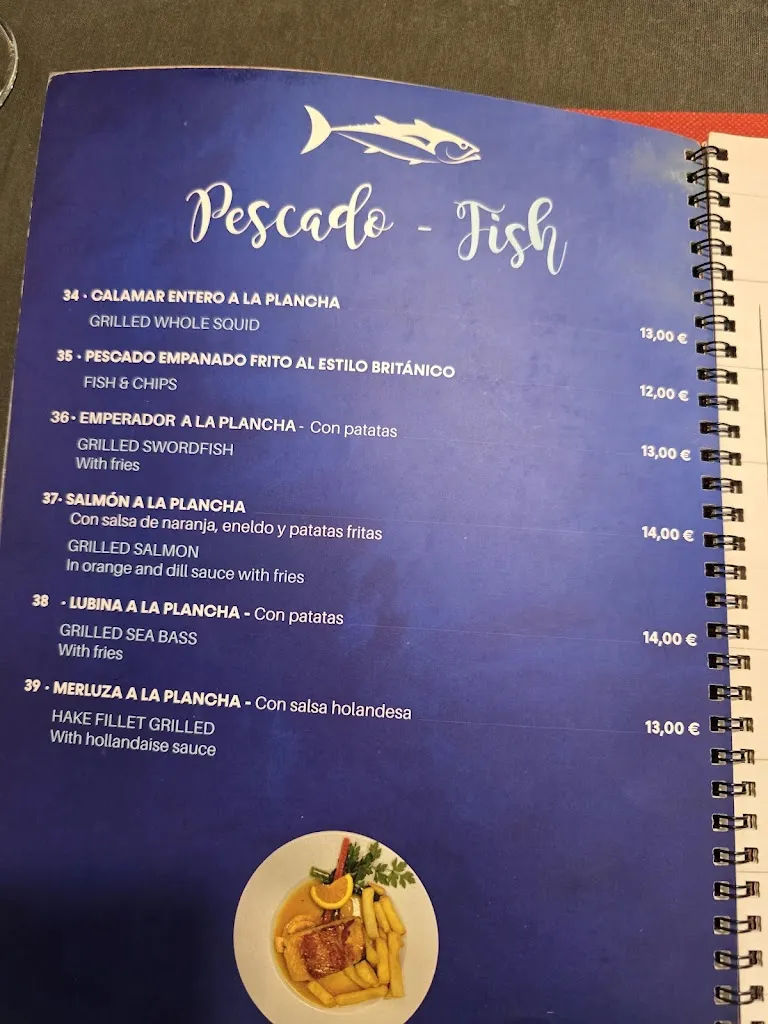 Pescado - Fish
34 · CALAMAR ENTERO A LA PLANCHA
GRILLED WHOLE SQUID
13,00 €
35 · PESCADO EMPANADO FRITO AL ESTILO BRITÁNICO
FISH & CHIPS
12,00 €
36 · EMPERADOR A LA PLANCHA - Con patatas
GRILLED SWORDFISH
With fries
13,00 €
37· SALMÓN A LA PLANCHA
Con salsa de naranja, eneldo y patatas fritas
14,00 €
GRILLED SALMON
In orange and dill sauce with fries
38 · LUBINA A LA PLANCHA - Con patatas
GRILLED SEA BASS
With fries
14,00 €
39 · MERLUZA A LA PLANCHA - Con salsa holandesa
HAKE FILLET GRILLED
With hollandaise sauce
13,00 €